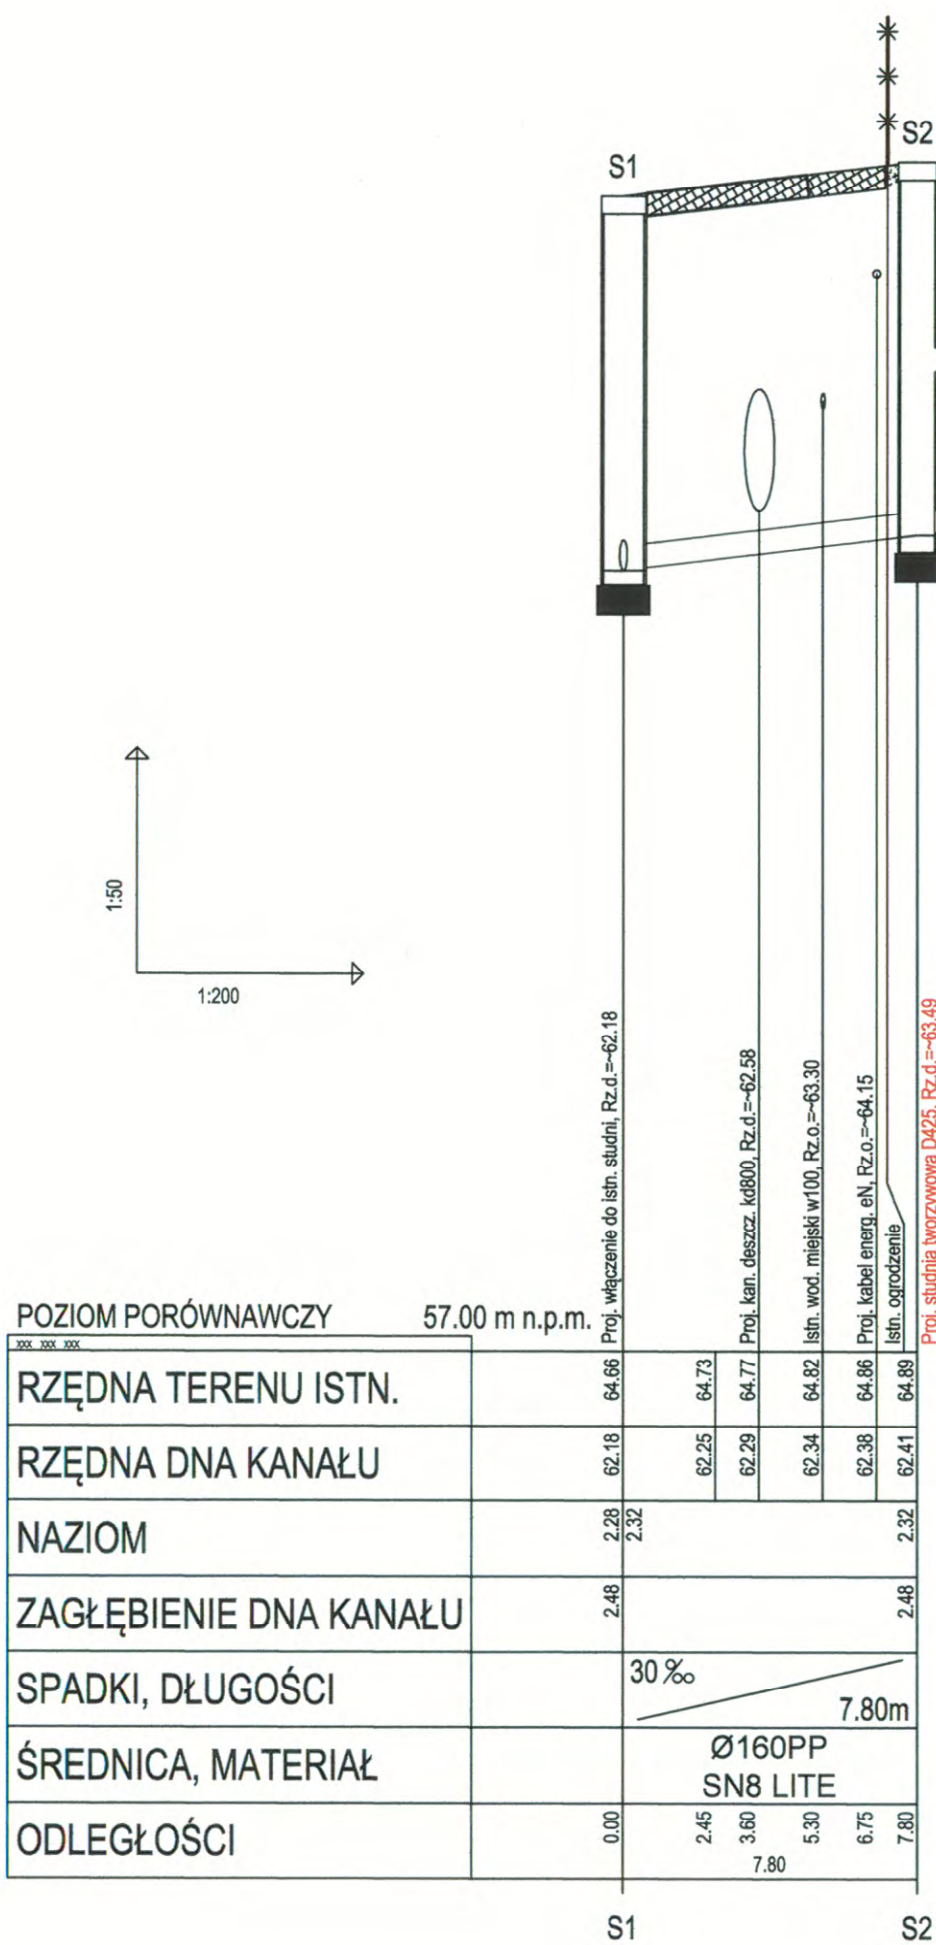 S2
S1
1:50
1:200
Proj. włączenie do istn. studni, Rz.d.=~62.18
Proj. kan. deszcz. kd800, Rz.d.=~62.58
Istn. wod. miejski w100, Rz.o.=~63.30
Proj. kabel energ. eN, Rz.o.=~64.15
Istn. ogrodzenie
Proj. studnia tworzywowa D425, Rz.d.=~63.49
POZIOM PORÓWNAWCZY 57.00 m n.p.m.
xxx xxx xxx
RZĘDNA TERENU ISTN. 64.66 64.73 64.77 64.82 64.86 64.89
RZĘDNA DNA KANAŁU 62.18 62.25 62.29 62.34 62.38 62.41
NAZIOM 2.28 2.32 2.32
ZAGŁĘBIENIE DNA KANAŁU 2.48 2.48
SPADKI, DŁUGOŚCI 30‰ 7.80m
ŚREDNICA, MATERIAŁ Ø160PP
SN8 LITE
ODLEGŁOŚCI 0.00 2.45 3.60 5.30 6.75 7.80
7.80
S1 S2